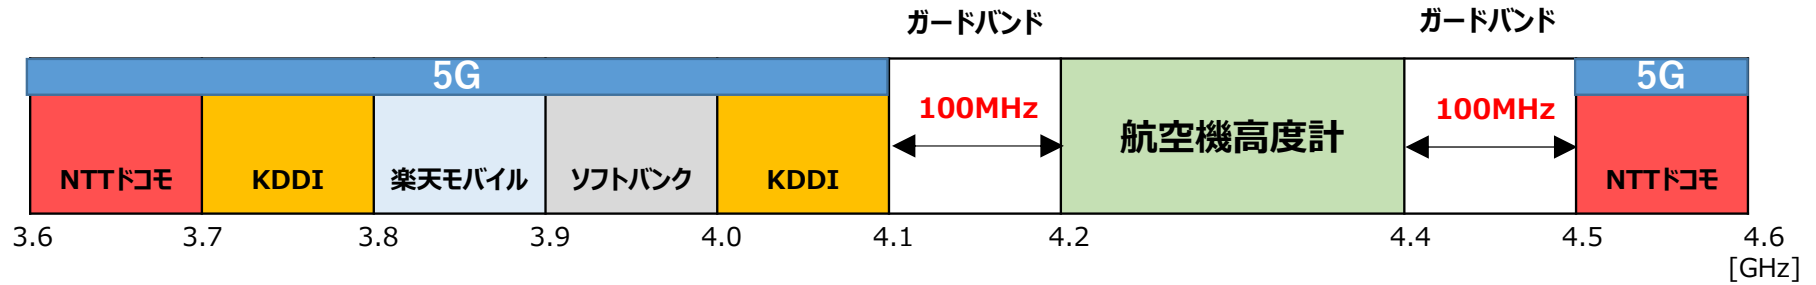 ガードバンド
ガードバンド
5G
5G
100MHz
100MHz
航空機高度計
NTTドコモ
KDDI
楽天モバイル
ソフトバンク
KDDI
NTTドコモ
3.6
3.7
3.8
3.9
4.0
4.1
4.2
4.4
4.5
4.6
[GHz]